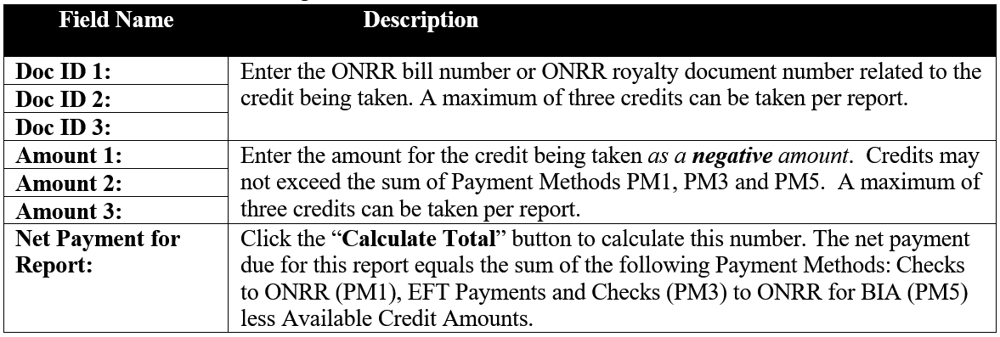 Field Name Description
Doc ID 1:
Doc ID 2:
Doc ID 3:
Enter the ONRR bill number or ONRR royalty document number related to the
credit being taken. A maximum of three credits can be taken per report.
Amount 1:
Amount 2:
Amount 3:
Enter the amount for the credit being taken as a negative amount.  Credits may
not exceed the sum of Payment Methods PM1, PM3 and PM5.  A maximum of
three credits can be taken per report.
Net Payment for
Report:
Click the “Calculate Total” button to calculate this number. The net payment
due for this report equals the sum of the following Payment Methods: Checks
to ONRR (PM1), EFT Payments and Checks (PM3) to ONRR for BIA (PM5)
less Available Credit Amounts.